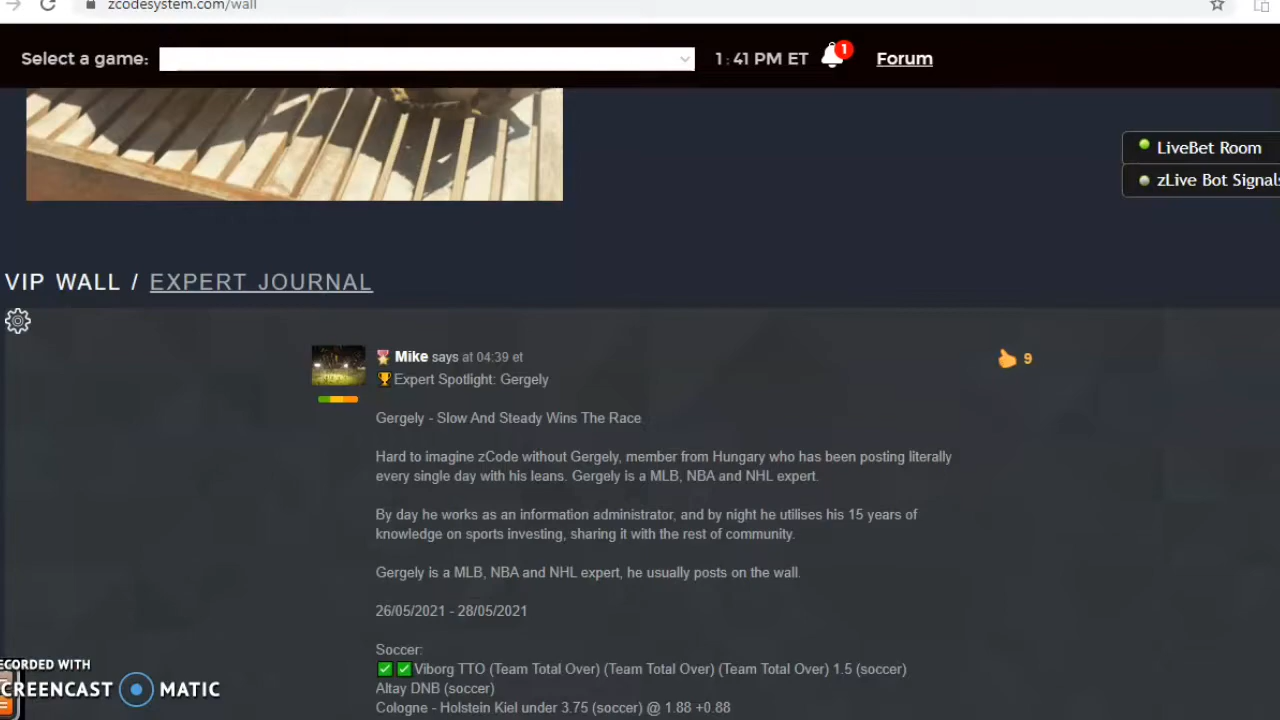 zcodesystem.com/wall
Select a game:
1:41 PM ET
1
Forum
LiveBet Room
zLive Bot Signals
VIP WALL / EXPERT JOURNAL
Mike says at 04:39 et
9
Expert Spotlight: Gergely
Gergely - Slow And Steady Wins The Race
Hard to imagine zCode without Gergely, member from Hungary who has been posting literally
every single day with his leans. Gergely is a MLB, NBA and NHL expert.
By day he works as an information administrator, and by night he utilises his 15 years of
knowledge on sports investing, sharing it with the rest of community.
Gergely is a MLB, NBA and NHL expert, he usually posts on the wall.
26/05/2021 - 28/05/2021
Soccer:
Viborg TTO (Team Total Over) (Team Total Over) (Team Total Over) 1.5 (soccer)
Altay DNB (soccer)
Cologne - Holstein Kiel under 3.75 (soccer) @ 1.88 +0.88
ECORDED WITH
CREENCAST MATIC